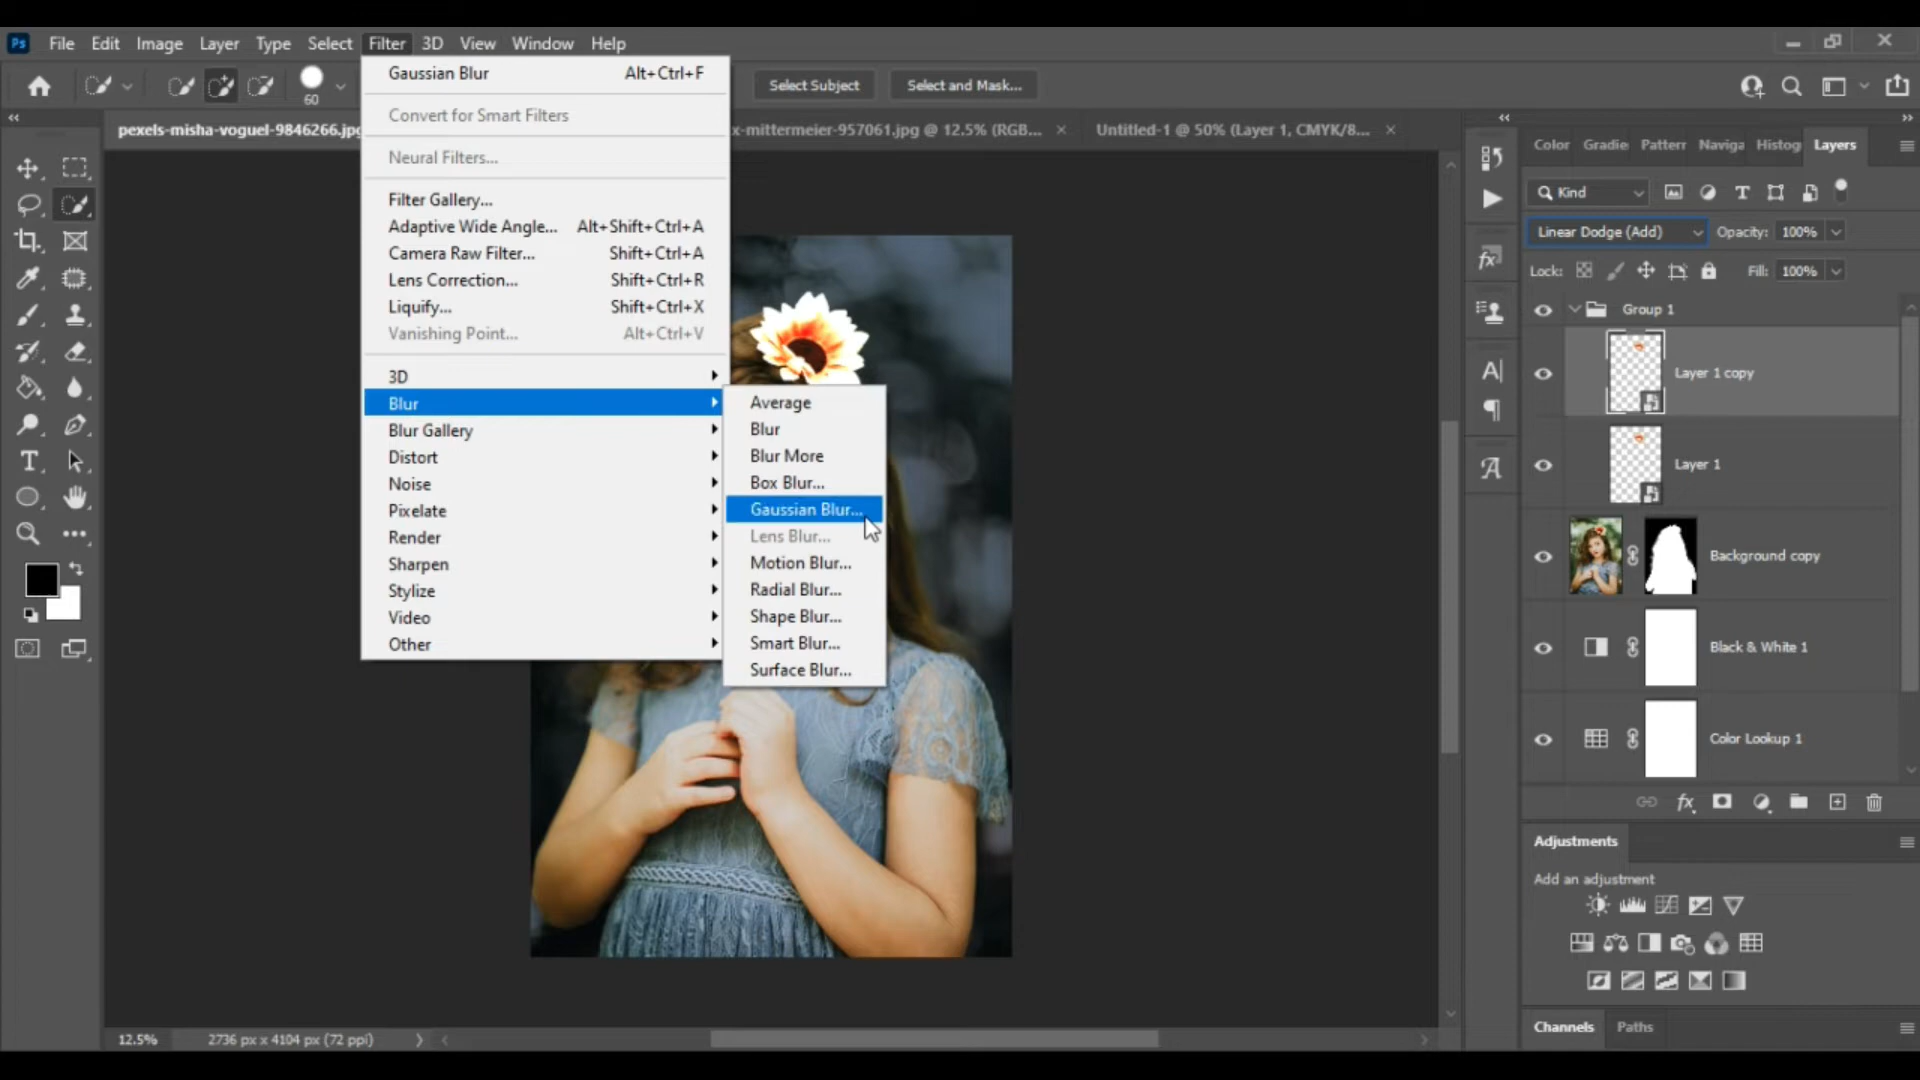 Ps File Edit Image Layer Type Select Filter 3D View Window Help
60
Select Subject Select and Mask...
pexels-misha-voguel-9846266.jpg
x-mittermeier-957061.jpg @ 12.5% (RGB...
Untitled-1 @ 50% (Layer 1, CMYK/8...
Gaussian Blur Alt+Ctrl+F
Convert for Smart Filters
Neural Filters...
Filter Gallery...
Adaptive Wide Angle... Alt+Shift+Ctrl+A
Camera Raw Filter... Shift+Ctrl+A
Lens Correction... Shift+Ctrl+R
Liquify... Shift+Ctrl+X
Vanishing Point... Alt+Ctrl+V
3D
Blur
Blur Gallery
Distort
Noise
Pixelate
Render
Sharpen
Stylize
Video
Other
Average
Blur
Blur More
Box Blur...
Gaussian Blur...
Lens Blur...
Motion Blur...
Radial Blur...
Shape Blur...
Smart Blur...
Surface Blur...
Color Gradie Pattern Naviga Histog Layers
Kind
Linear Dodge (Add) Opacity: 100%
Lock: Fill: 100%
Group 1
Layer 1 copy
Layer 1
Background copy
Black & White 1
Color Lookup 1
fx
Adjustments
Add an adjustment
Channels Paths
12.5% 2736 px x 4104 px (72 ppi)